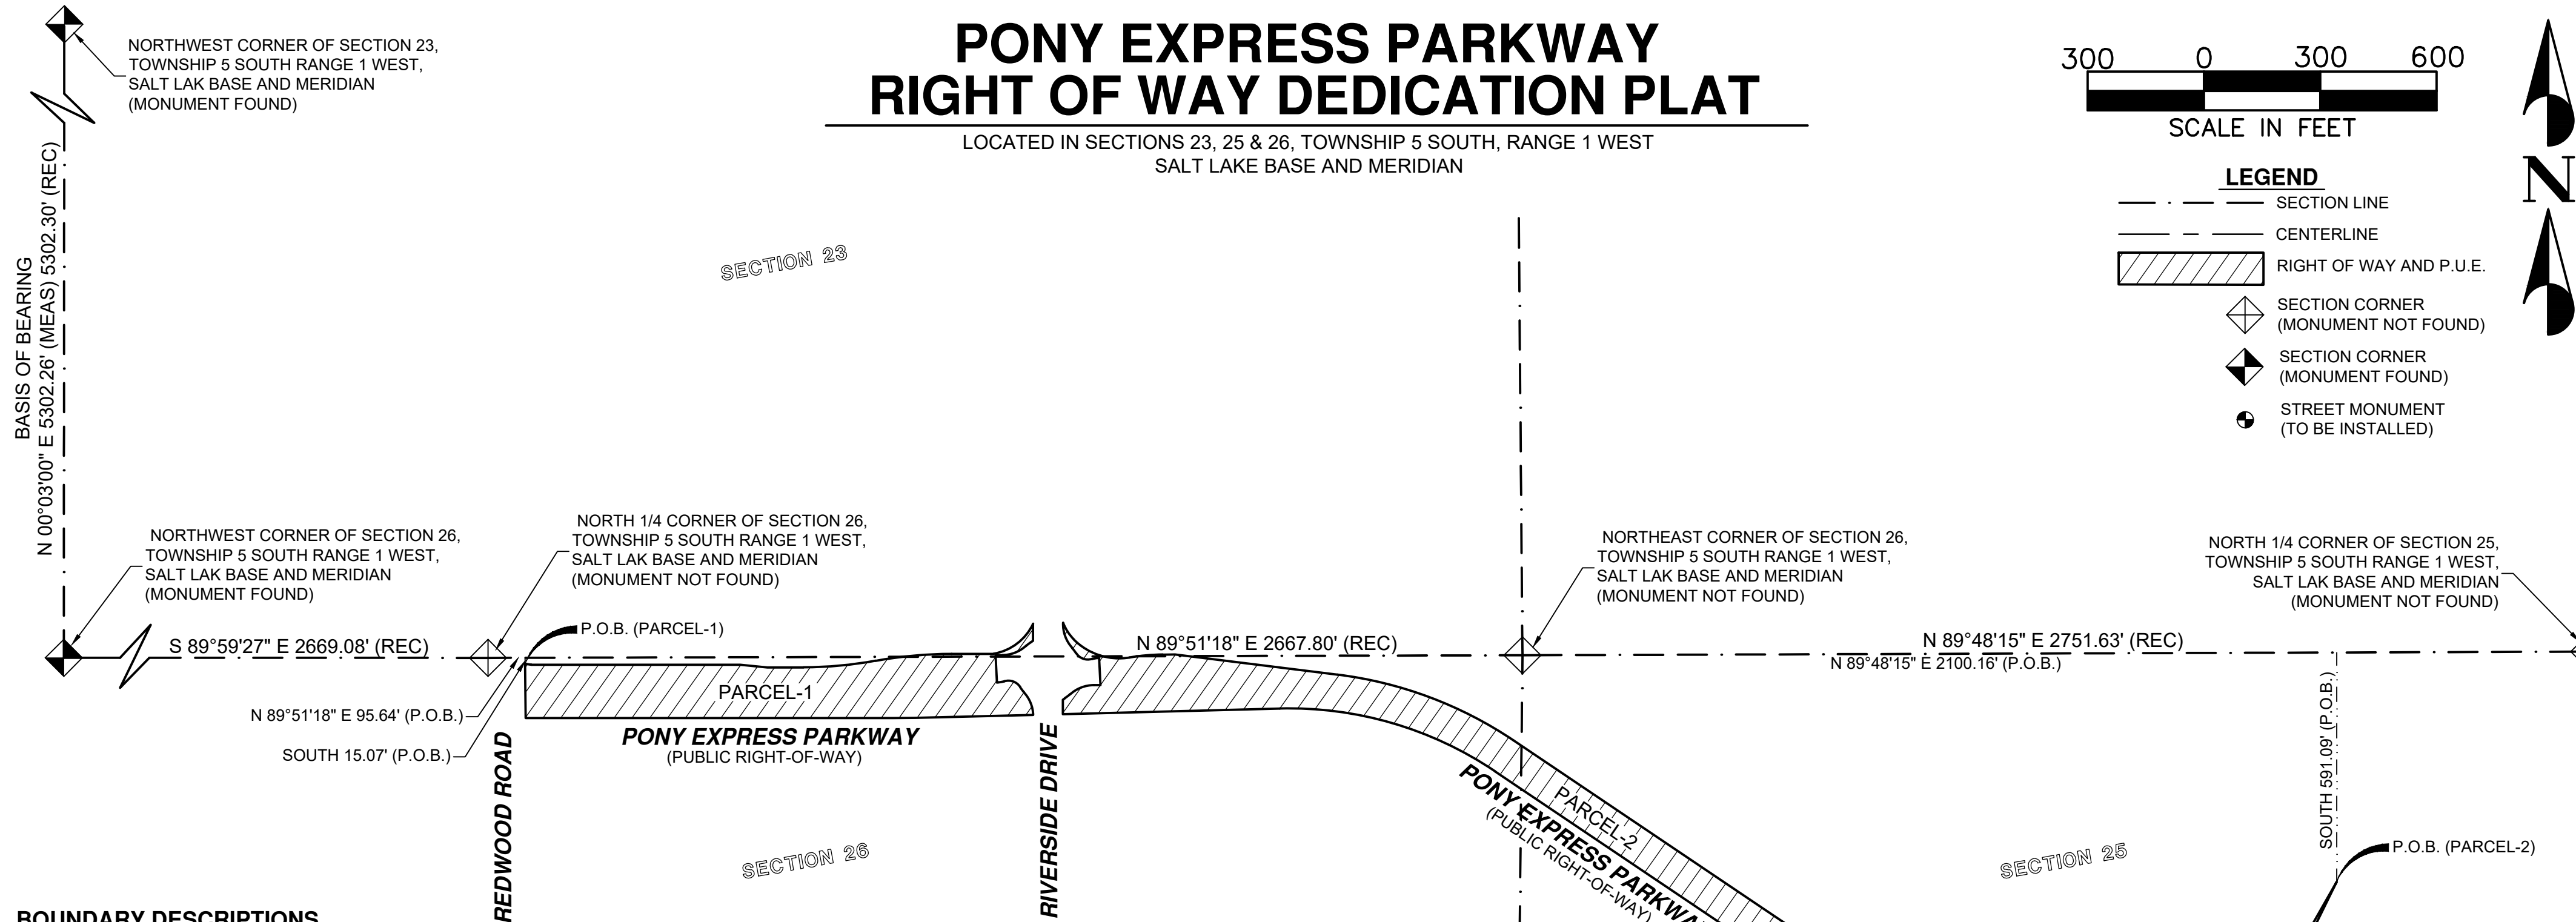 PONY EXPRESS PARKWAY
RIGHT OF WAY DEDICATION PLAT
LOCATED IN SECTIONS 23, 25 & 26, TOWNSHIP 5 SOUTH, RANGE 1 WEST
SALT LAKE BASE AND MERIDIAN
NORTHWEST CORNER OF SECTION 23,
TOWNSHIP 5 SOUTH RANGE 1 WEST,
SALT LAK BASE AND MERIDIAN
(MONUMENT FOUND)
300 0 300 600
SCALE IN FEET
N
LEGEND
SECTION LINE
CENTERLINE
RIGHT OF WAY AND P.U.E.
SECTION CORNER
(MONUMENT NOT FOUND)
SECTION CORNER
(MONUMENT FOUND)
STREET MONUMENT
(TO BE INSTALLED)
BASIS OF BEARING
N 00°03'00" E 5302.26' (MEAS) 5302.30' (REC)
SECTION 23
NORTHWEST CORNER OF SECTION 26,
TOWNSHIP 5 SOUTH RANGE 1 WEST,
SALT LAK BASE AND MERIDIAN
(MONUMENT FOUND)
NORTH 1/4 CORNER OF SECTION 26,
TOWNSHIP 5 SOUTH RANGE 1 WEST,
SALT LAK BASE AND MERIDIAN
(MONUMENT NOT FOUND)
NORTHEAST CORNER OF SECTION 26,
TOWNSHIP 5 SOUTH RANGE 1 WEST,
SALT LAK BASE AND MERIDIAN
(MONUMENT NOT FOUND)
NORTH 1/4 CORNER OF SECTION 25,
TOWNSHIP 5 SOUTH RANGE 1 WEST,
SALT LAK BASE AND MERIDIAN
(MONUMENT NOT FOUND)
S 89°59'27" E 2669.08' (REC)
P.O.B. (PARCEL-1)
N 89°51'18" E 2667.80' (REC)
N 89°48'15" E 2751.63' (REC)
N 89°48'15" E 2100.16' (P.O.B.)
PARCEL-1
N 89°51'18" E 95.64' (P.O.B.)
SOUTH 15.07' (P.O.B.)
PONY EXPRESS PARKWAY
(PUBLIC RIGHT-OF-WAY)
REDWOOD ROAD
RIVERSIDE DRIVE
PARCEL-2
PONY EXPRESS PARKWAY
(PUBLIC RIGHT-OF-WAY)
SOUTH 591.09' (P.O.B.)
P.O.B. (PARCEL-2)
SECTION 26
SECTION 25
BOUNDARY DESCRIPTIONS